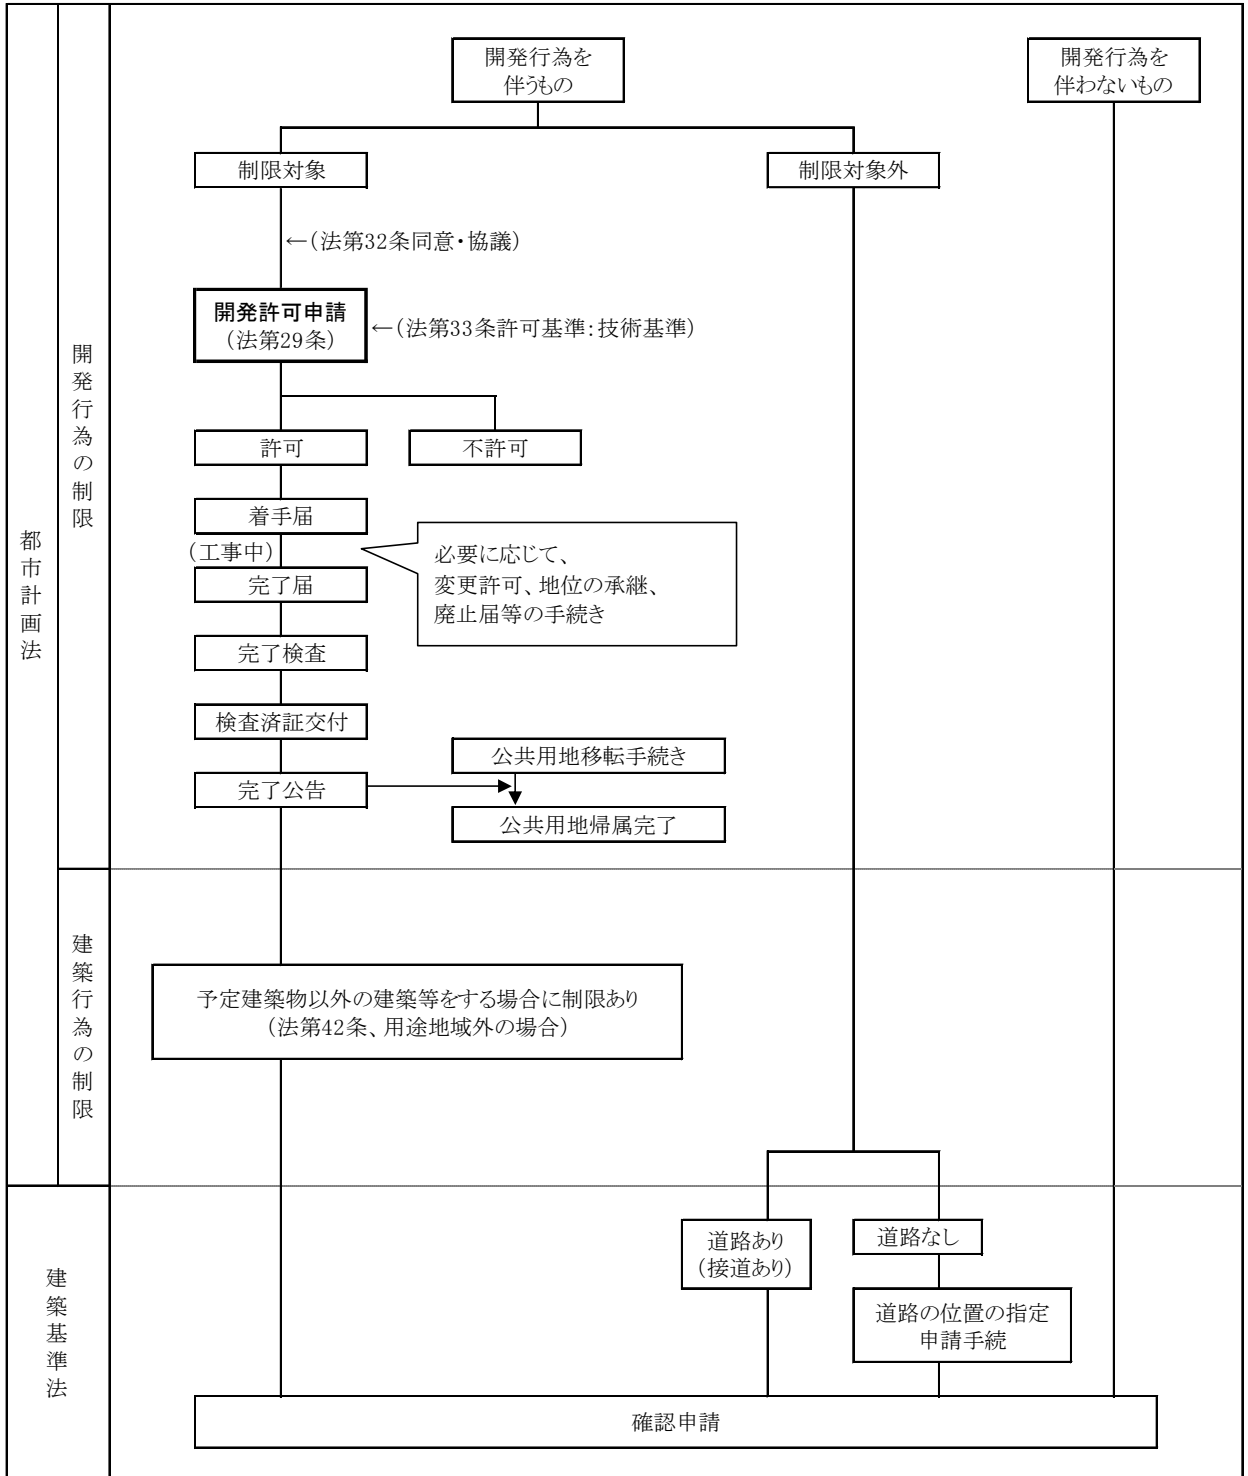 開発行為を
伴うもの
開発行為を
伴わないもの
制限対象
制限対象外
←(法第32条同意・協議)
開発許可申請
(法第29条)
←(法第33条許可基準:技術基準)
許可
不許可
着手届
(工事中)
必要に応じて、
変更許可、地位の承継、
廃止届等の手続き
完了届
完了検査
検査済証交付
公共用地移転手続き
完了公告
公共用地帰属完了
都市計画法
開発行為の制限
建築行為の制限
予定建築物以外の建築等をする場合に制限あり
(法第42条、用途地域外の場合)
建築基準法
道路あり
(接道あり)
道路なし
道路の位置の指定
申請手続
確認申請